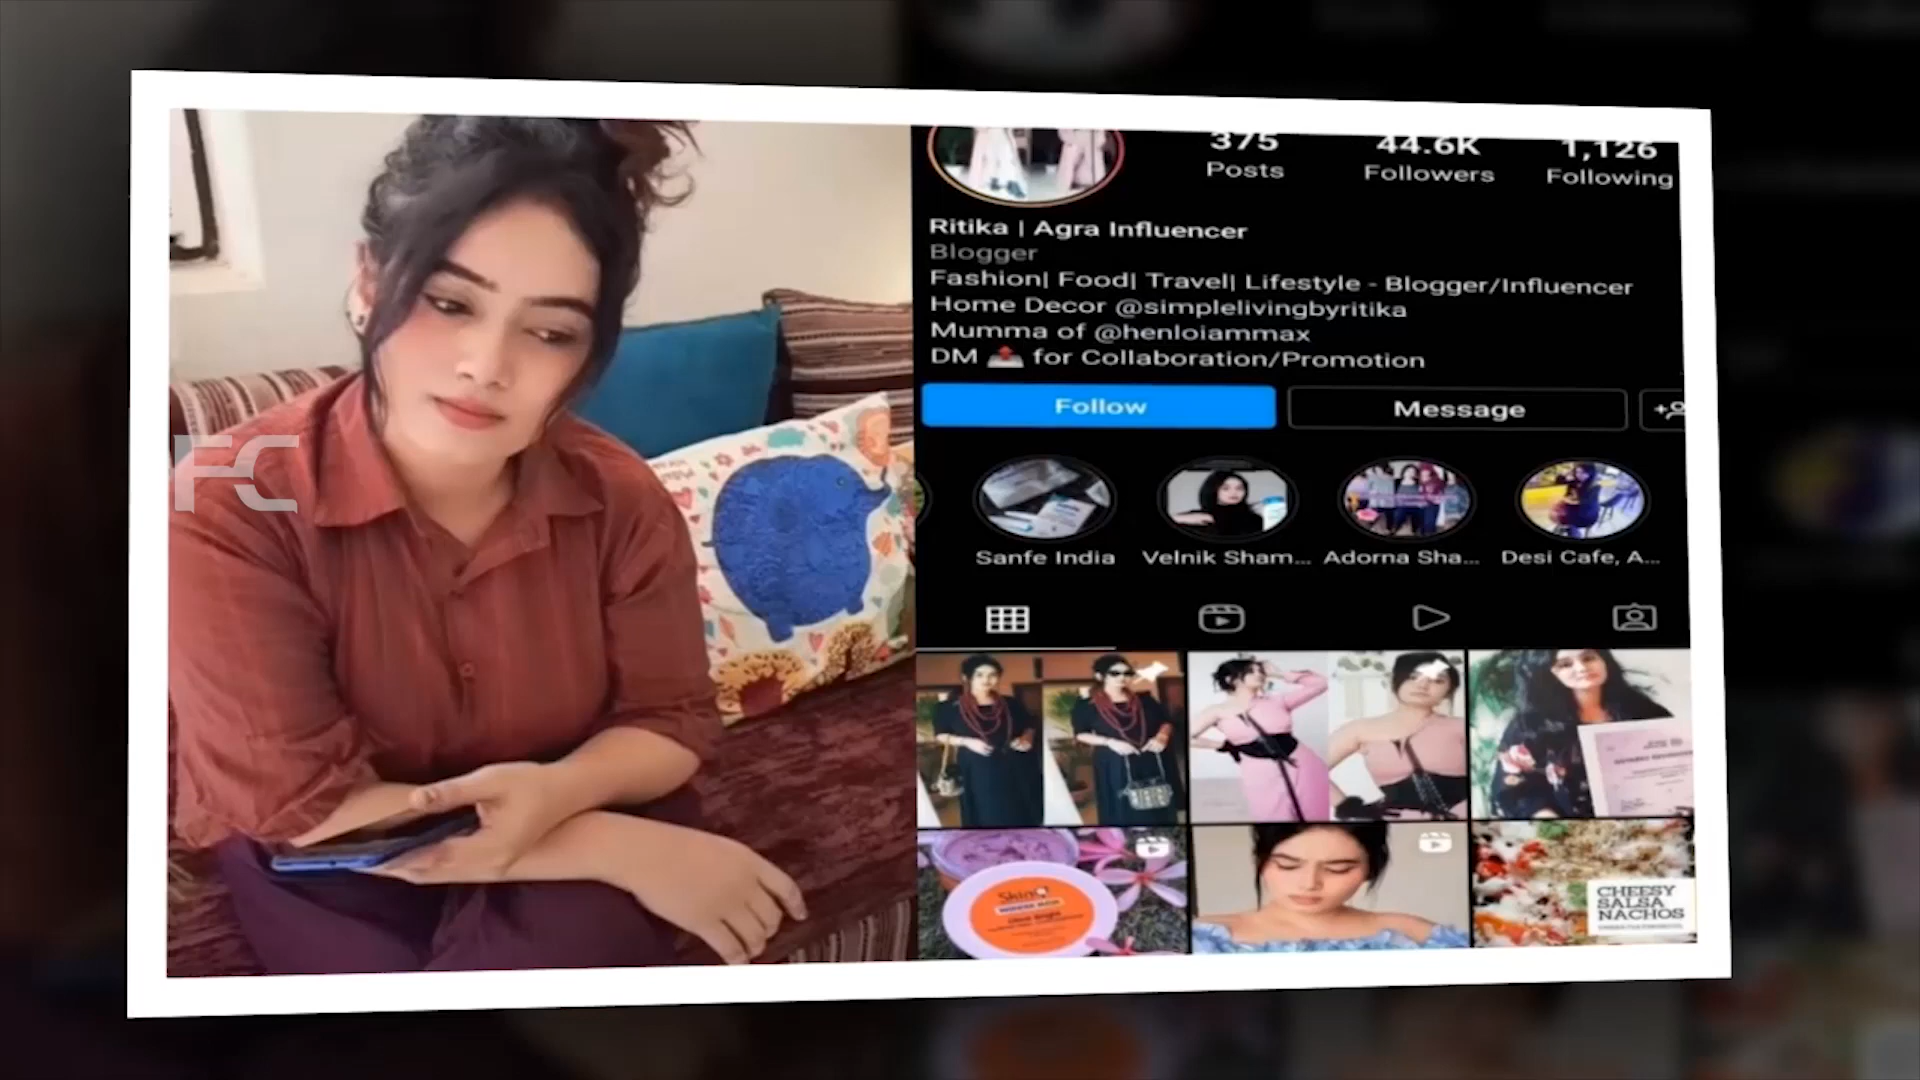 FC
375
44.6K
1,126
Posts
Followers
Following
Ritika | Agra Influencer
Blogger
Fashion| Food| Travel| Lifestyle - Blogger/Influencer
Home Decor @simplelivingbyritika
Mumma of @henloiammax
DM 📤 for Collaboration/Promotion
Follow
Message
Sanfe India
Velnik Sham...
Adorna Sha...
Desi Cafe, A...
SkinQ
CHEESY
SALSA
NACHOS